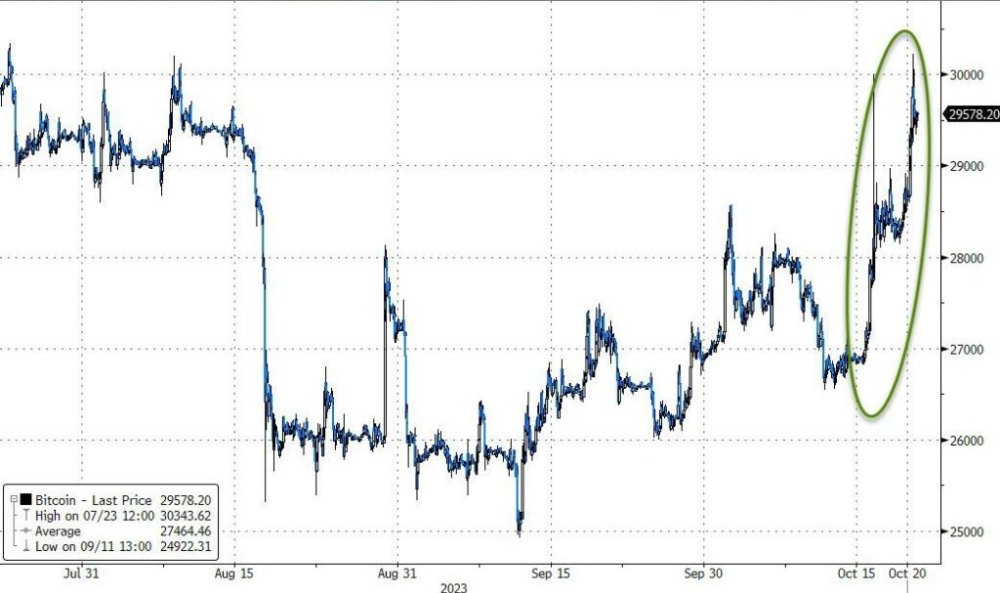 30000
29578.20
29000
28000
27000
26000
25000
Bitcoin - Last Price 29578.20
High on 07/23 12:00 30343.62
Average 27464.46
Low on 09/11 13:00 24922.31
Jul 31 Aug 15 Aug 31 Sep 15 Sep 30 Oct 15 Oct 20
2023